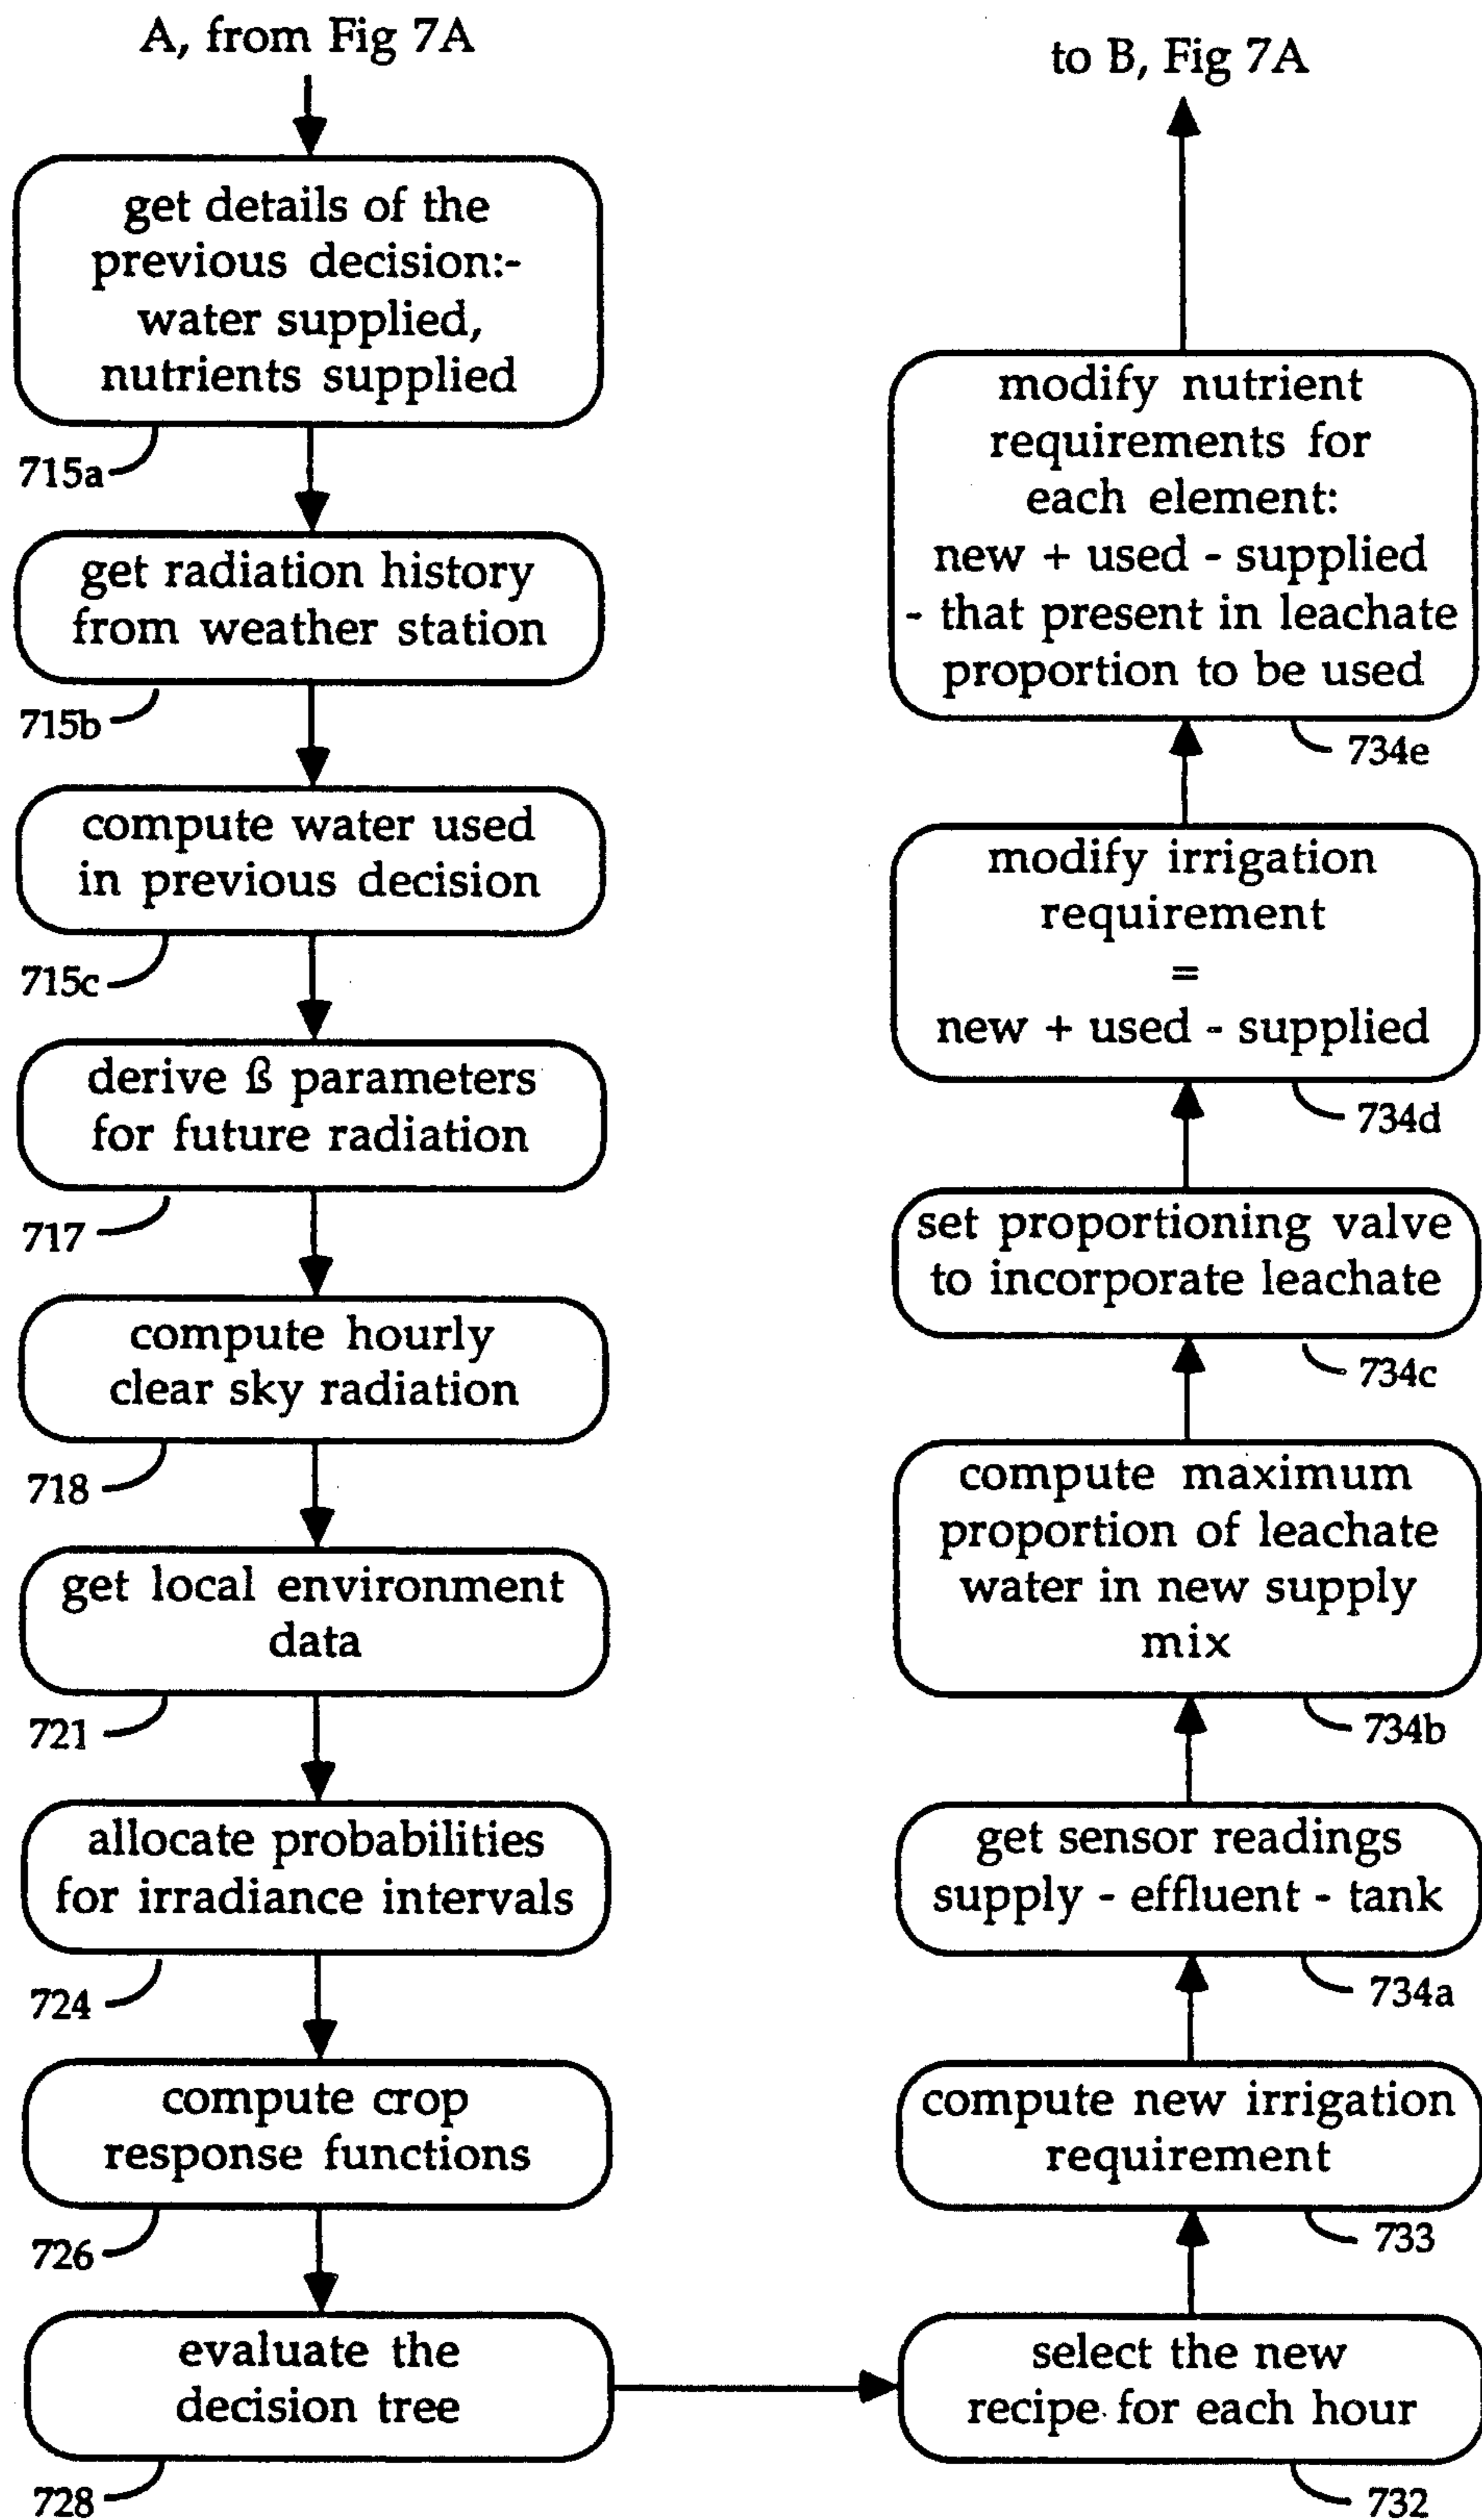 A, from Fig 7A
get details of the
previous decision:-
water supplied,
nutrients supplied
715a
get radiation history
from weather station
715b
compute water used
in previous decision
715c
derive ß parameters
for future radiation
717
compute hourly
clear sky radiation
718
get local environment
data
721
allocate probabilities
for irradiance intervals
724
compute crop
response functions
726
evaluate the
decision tree
728
select the new
recipe for each hour
732
compute new irrigation
requirement
733
get sensor readings
supply - effluent - tank
734a
compute maximum
proportion of leachate
water in new supply
mix
734b
set proportioning valve
to incorporate leachate
734c
modify irrigation
requirement
=
new + used - supplied
734d
modify nutrient
requirements for
each element:
new + used - supplied
- that present in leachate
proportion to be used
734e
to B, Fig 7A